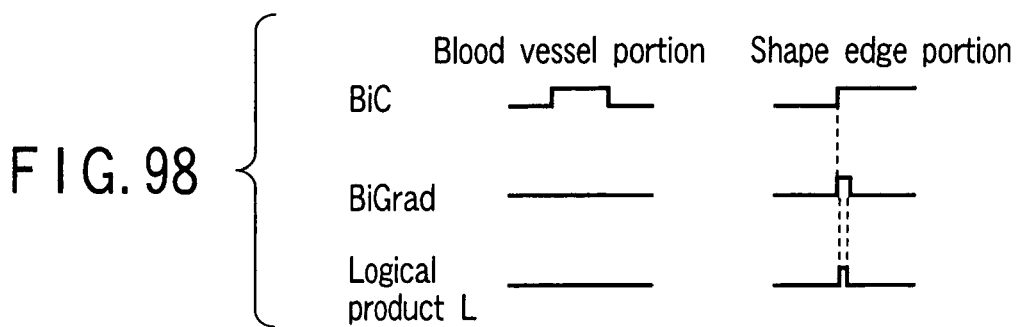 FIG. 98
Blood vessel portion Shape edge portion
BiC
BiGrad
Logical
product L